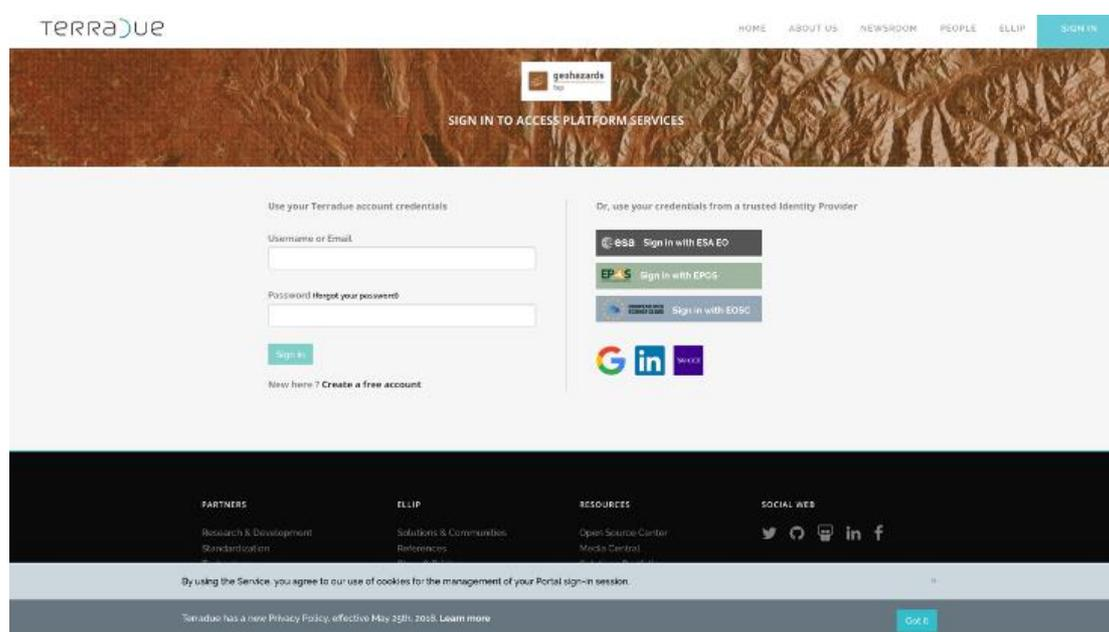 Terradue
HOME ABOUT US NEWSROOM PEOPLE ELLIP SIGN IN
geohazards
tep
SIGN IN TO ACCESS PLATFORM SERVICES
Use your Terradue account credentials
Username or Email
Password (forgot your password)
Sign in
New here ? Create a free account
Or, use your credentials from a trusted Identity Provider
esa Sign in with ESA EO
EPOS Sign in with EPOS
Sign in with EOSC
G in YAHOO!
PARTNERS
Research & Development
Standardization
ELLIP
Solutions & Communities
References
RESOURCES
Open Source Center
Media Central
SOCIAL WEB
in f
By using the Service, you agree to our use of cookies for the management of your Portal sign-in session.
×
Terradue has a new Privacy Policy, effective May 25th, 2018. Learn more
Got it